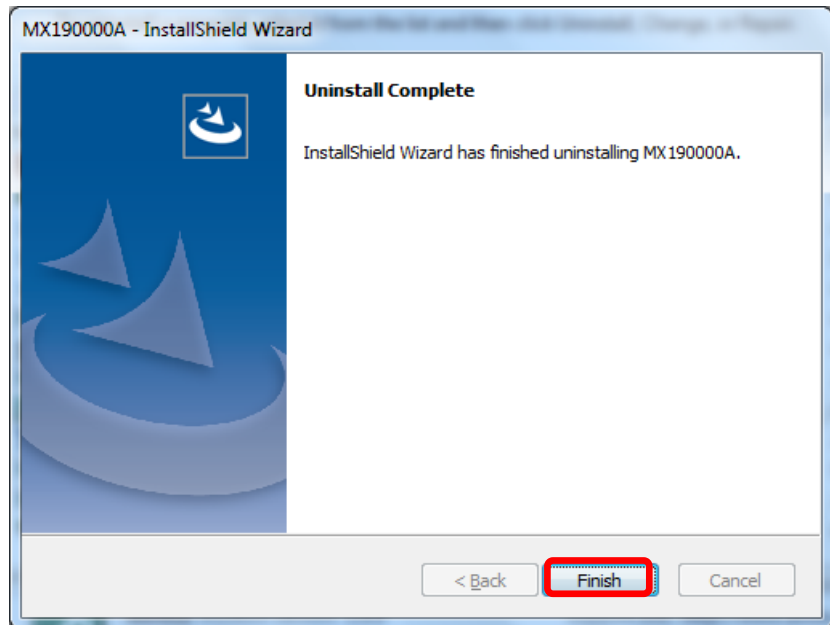 MX190000A - InstallShield Wizard
Uninstall Complete
InstallShield Wizard has finished uninstalling MX190000A.
< Back
Finish
Cancel